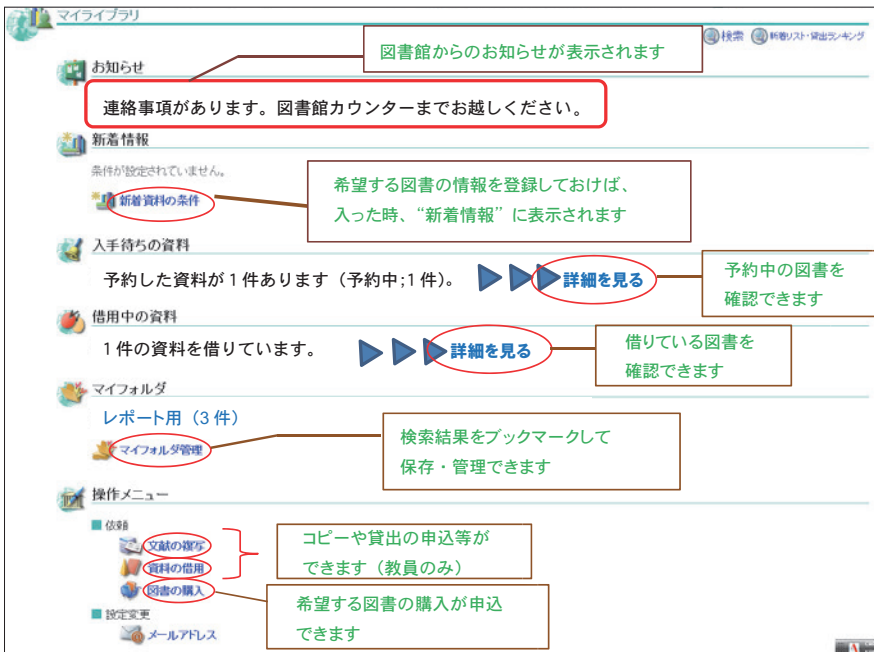 マイライブラリ
検索 新着リスト・貸出ランキング
図書館からのお知らせが表示されます
お知らせ
連絡事項があります。図書館カウンターまでお越しください。
新着情報
条件が設定されていません。
新着資料の条件
希望する図書の情報を登録しておけば、
入った時、“新着情報”に表示されます
入手待ちの資料
予約した資料が1件あります（予約中;1件）。 詳細を見る
予約中の図書を
確認できます
借用中の資料
1件の資料を借りています。 詳細を見る
借りている図書を
確認できます
マイフォルダ
レポート用（3件）
マイフォルダ管理
検索結果をブックマークして
保存・管理できます
操作メニュー
依頼
文献の複写
資料の借用
図書の購入
コピーや貸出の申込等が
できます（教員のみ）
希望する図書の購入が申込
できます
設定変更
メールアドレス